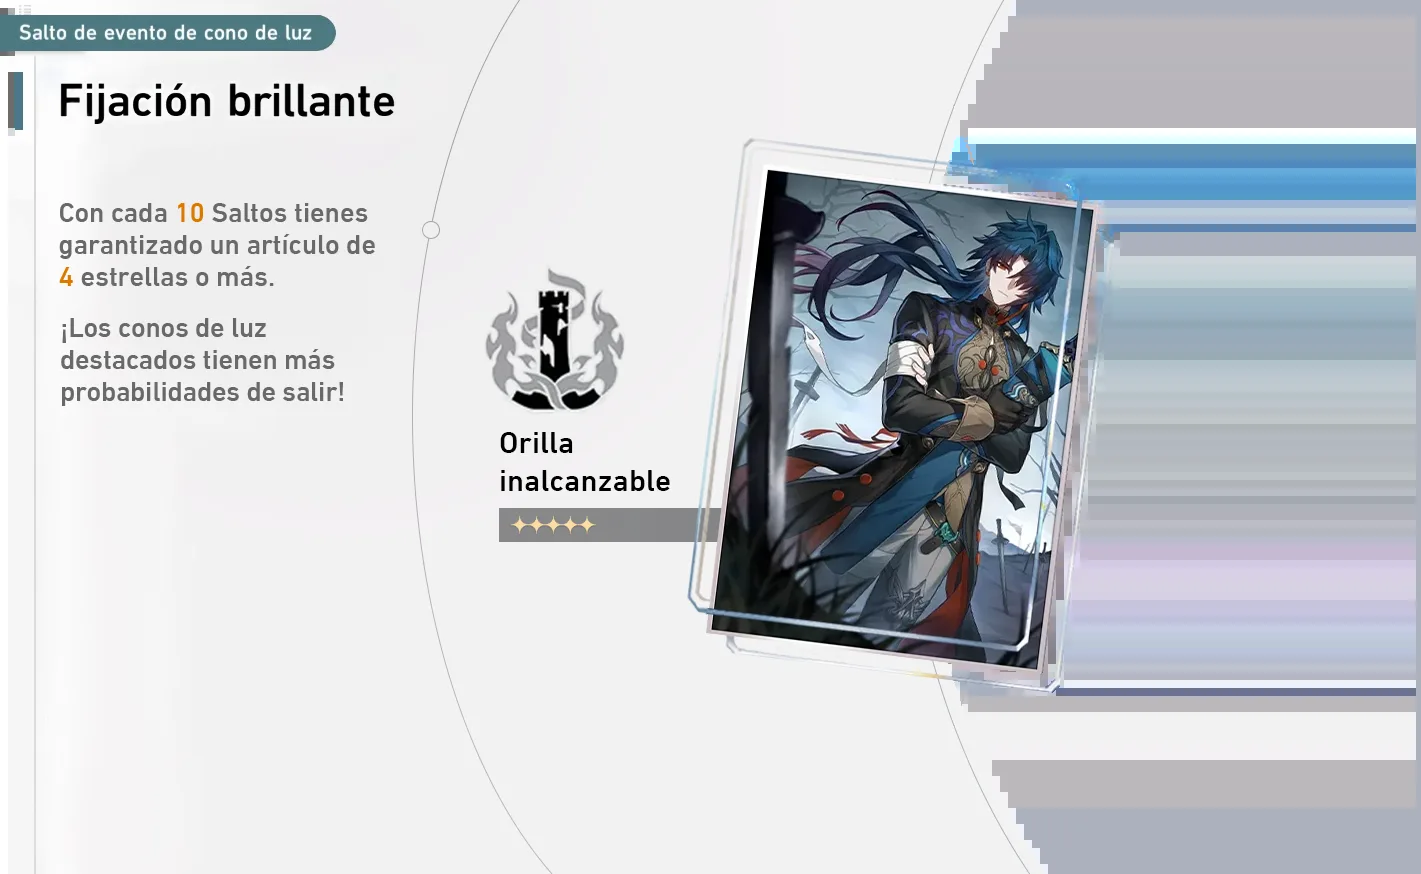 Salto de evento de cono de luz
Fijación brillante
Con cada 10 Saltos tienes
garantizado un artículo de
4 estrellas o más.
¡Los conos de luz
destacados tienen más
probabilidades de salir!
Orilla
inalcanzable